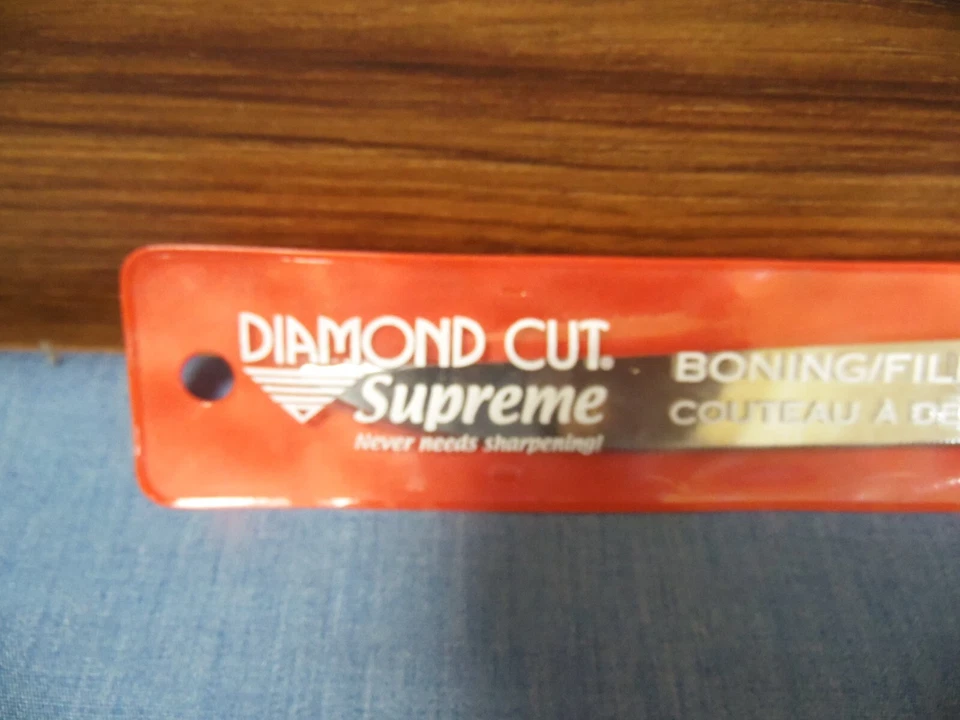 DIAMOND CUT.
Supreme
Never needs sharpening!
BONING/FIL
COUTEAU À DÉ